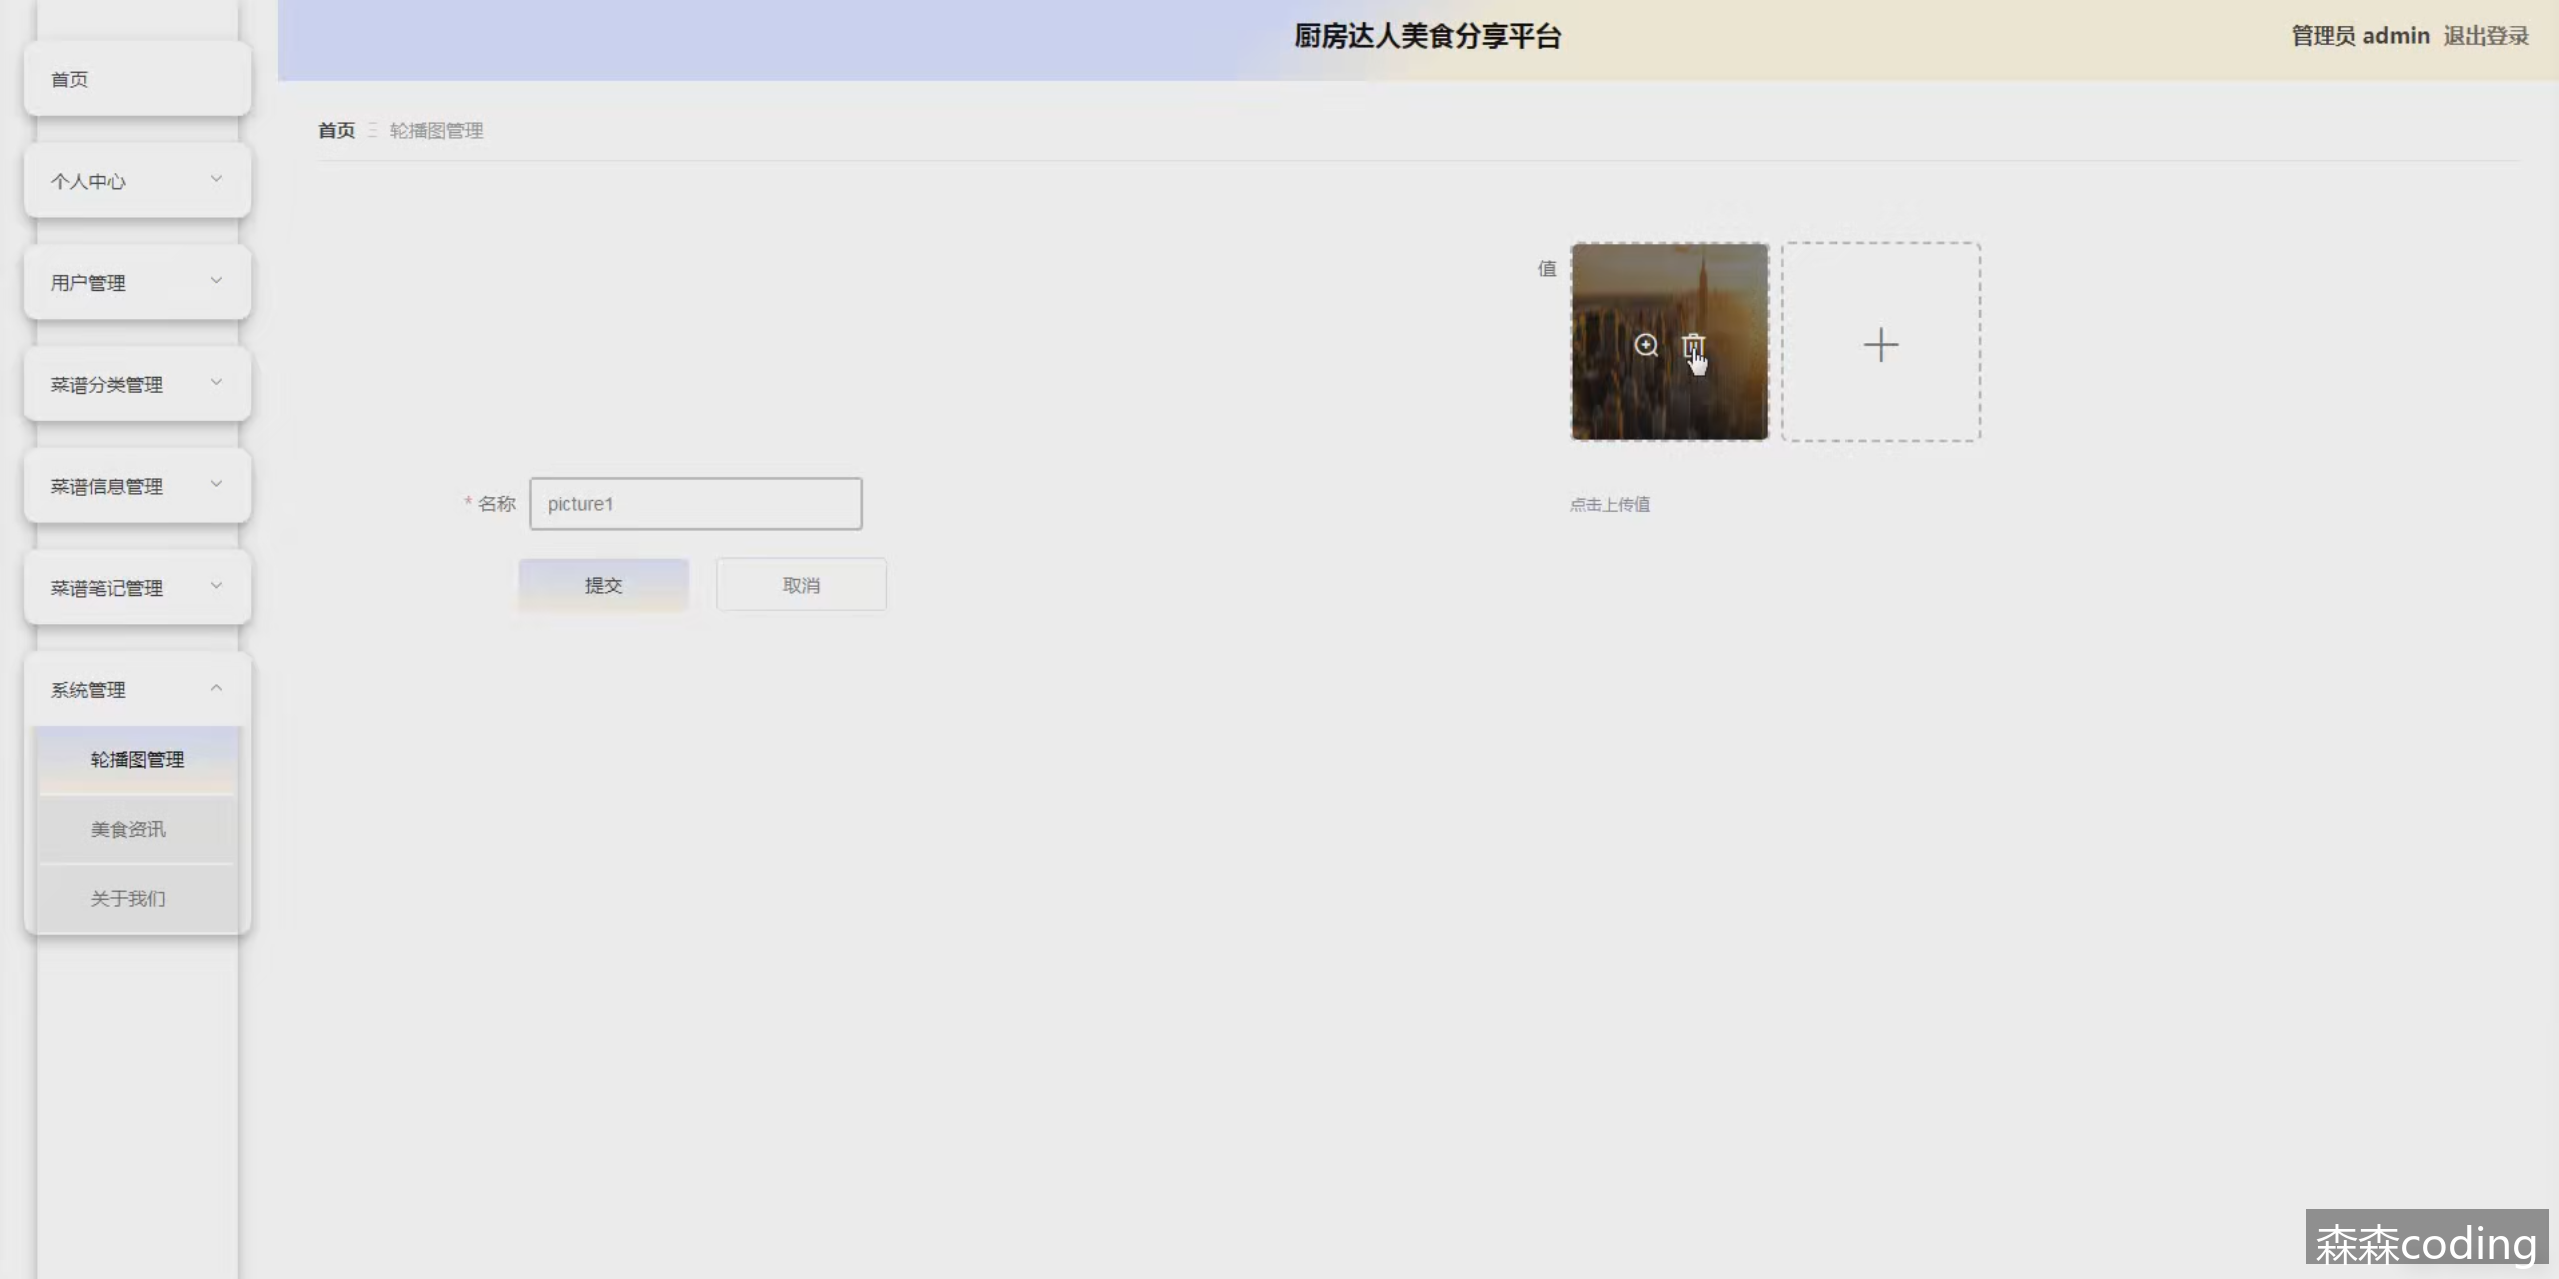 厨房达人美食分享平台
管理员 admin 退出登录
首页
个人中心
用户管理
菜谱分类管理
菜谱信息管理
菜谱笔记管理
系统管理
轮播图管理
美食资讯
关于我们
首页 轮播图管理
值
* 名称 picture1
点击上传值
提交 取消
森森coding